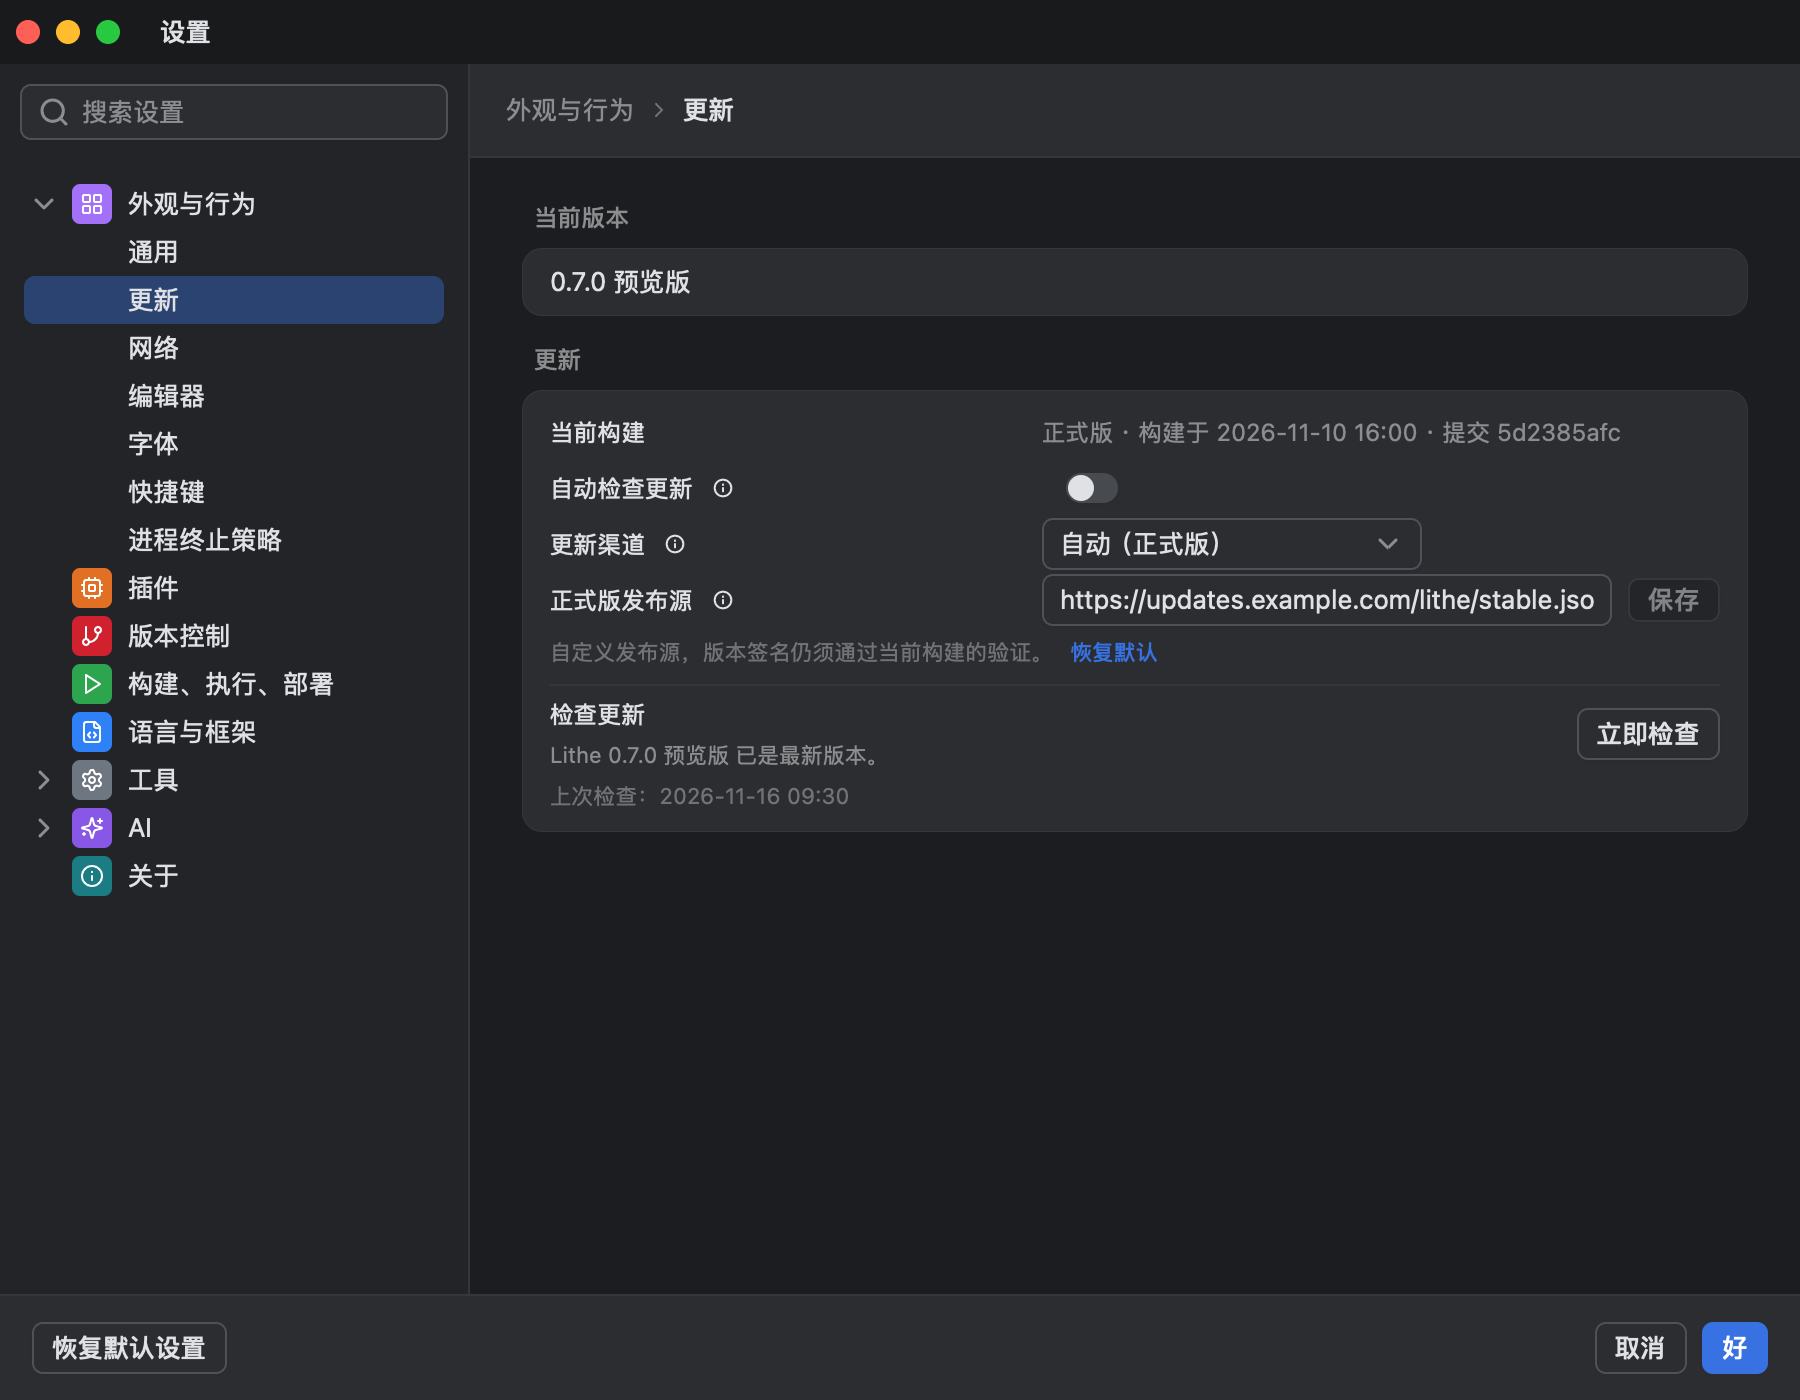 设置
搜索设置
外观与行为
通用
更新
网络
编辑器
字体
快捷键
进程终止策略
插件
版本控制
构建、执行、部署
语言与框架
工具
AI
关于
外观与行为 > 更新
当前版本
0.7.0 预览版
更新
当前构建 正式版 · 构建于 2026-11-10 16:00 · 提交 5d2385afc
自动检查更新
更新渠道 自动（正式版）
正式版发布源 https://updates.example.com/lithe/stable.jso 保存
自定义发布源，版本签名仍须通过当前构建的验证。 恢复默认
检查更新
Lithe 0.7.0 预览版 已是最新版本。
上次检查：2026-11-16 09:30
立即检查
恢复默认设置 取消 好